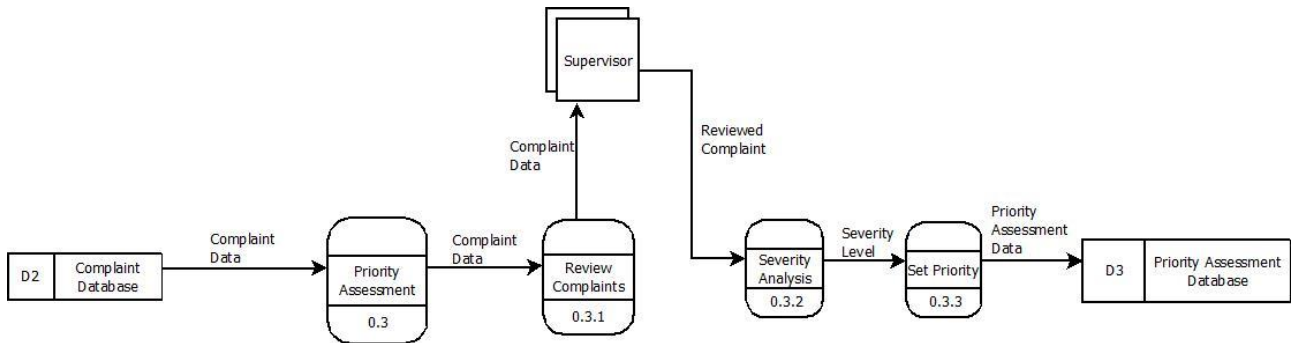 Supervisor
Complaint
Data
Reviewed
Complaint
D2
Complaint
Database
Complaint
Data
Priority
Assessment
0.3
Complaint
Data
Review
Complaints
0.3.1
Severity
Analysis
0.3.2
Severity
Level
Set Priority
0.3.3
Priority
Assessment
Data
D3
Priority Assessment
Database